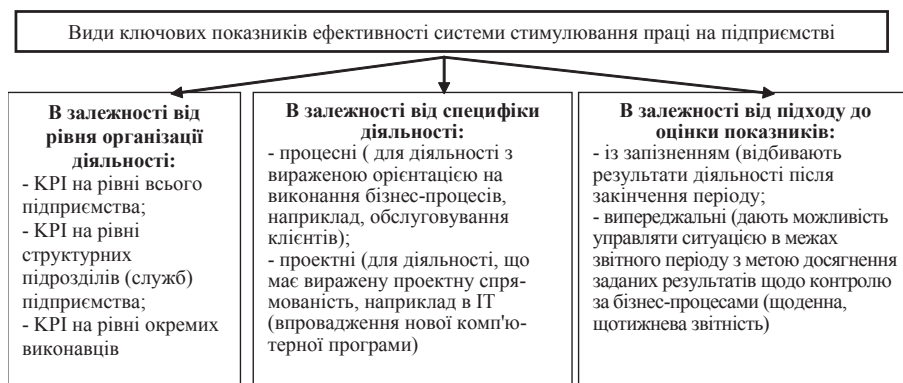 Види ключових показників ефективності системи стимулювання праці на підприємстві
В залежності від
рівня організації
діяльності:
- KPI на рівні всього
підприємства;
- KPI на рівні
структурних
підрозділів (служб)
підприємства;
- KPI на рівні окремих
виконавців
В залежності від специфіки
діяльності:
- процесні ( для діяльності з
вираженою орієнтацією на
виконання бізнес-процесів,
наприклад, обслуговування
клієнтів);
- проектні (для діяльності, що
має виражену проектну спря-
мованість, наприклад в ІТ
(впровадження нової комп'ю-
терної програми)
В залежності від підходу до
оцінки показників:
- із запізненням (відбивають
результати діяльності після
закінчення періоду;
- випереджальні (дають можливість
управляти ситуацією в межах
звітного періоду з метою досягнення
заданих результатів щодо контролю
за бізнес-процесами (щоденна,
щотижнева звітність)